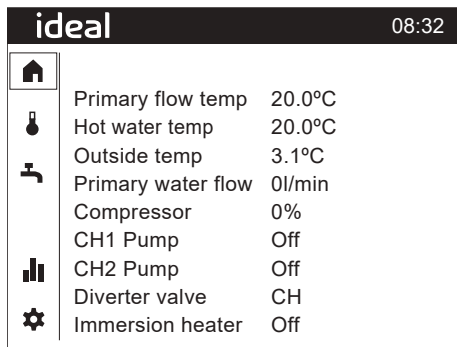 ideal 08:32
Primary flow temp 20.0ºC
Hot water temp 20.0ºC
Outside temp 3.1ºC
Primary water flow 0l/min
Compressor 0%
CH1 Pump Off
CH2 Pump Off
Diverter valve CH
Immersion heater Off